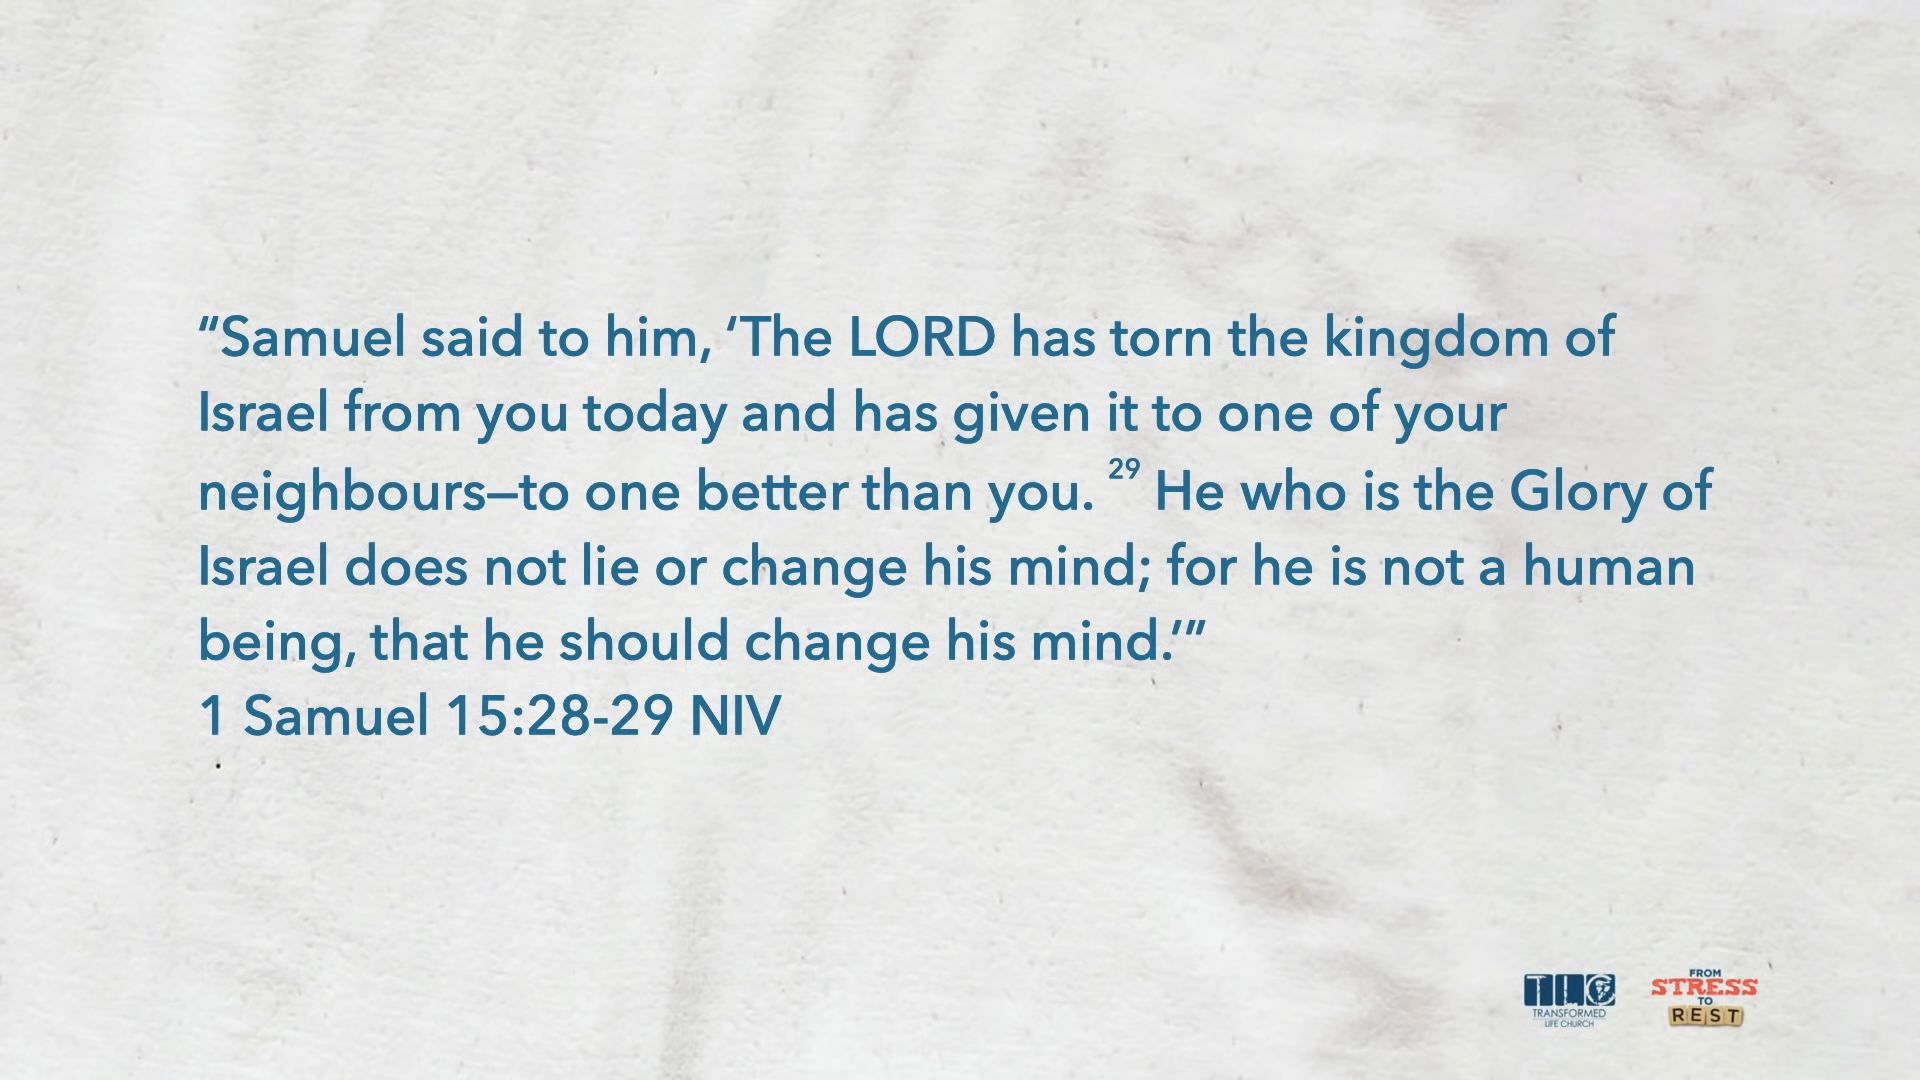 “Samuel said to him, ‘The LORD has torn the kingdom of
Israel from you today and has given it to one of your
neighbours—to one better than you. 29 He who is the Glory of
Israel does not lie or change his mind; for he is not a human
being, that he should change his mind.’”
1 Samuel 15:28-29 NIV
TLC
TRANSFORMED
LIFE CHURCH
FROM
STRESS
TO
REST